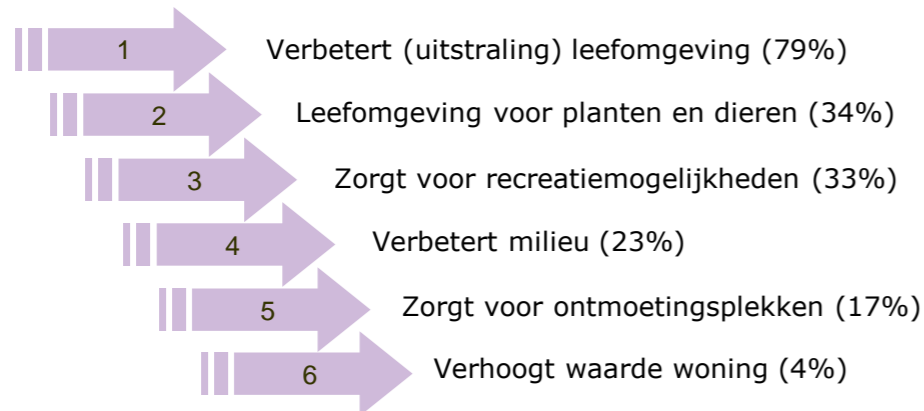 1 Verbetert (uitstraling) leefomgeving (79%)
2 Leefomgeving voor planten en dieren (34%)
3 Zorgt voor recreatiemogelijkheden (33%)
4 Verbetert milieu (23%)
5 Zorgt voor ontmoetingsplekken (17%)
6 Verhoogt waarde woning (4%)